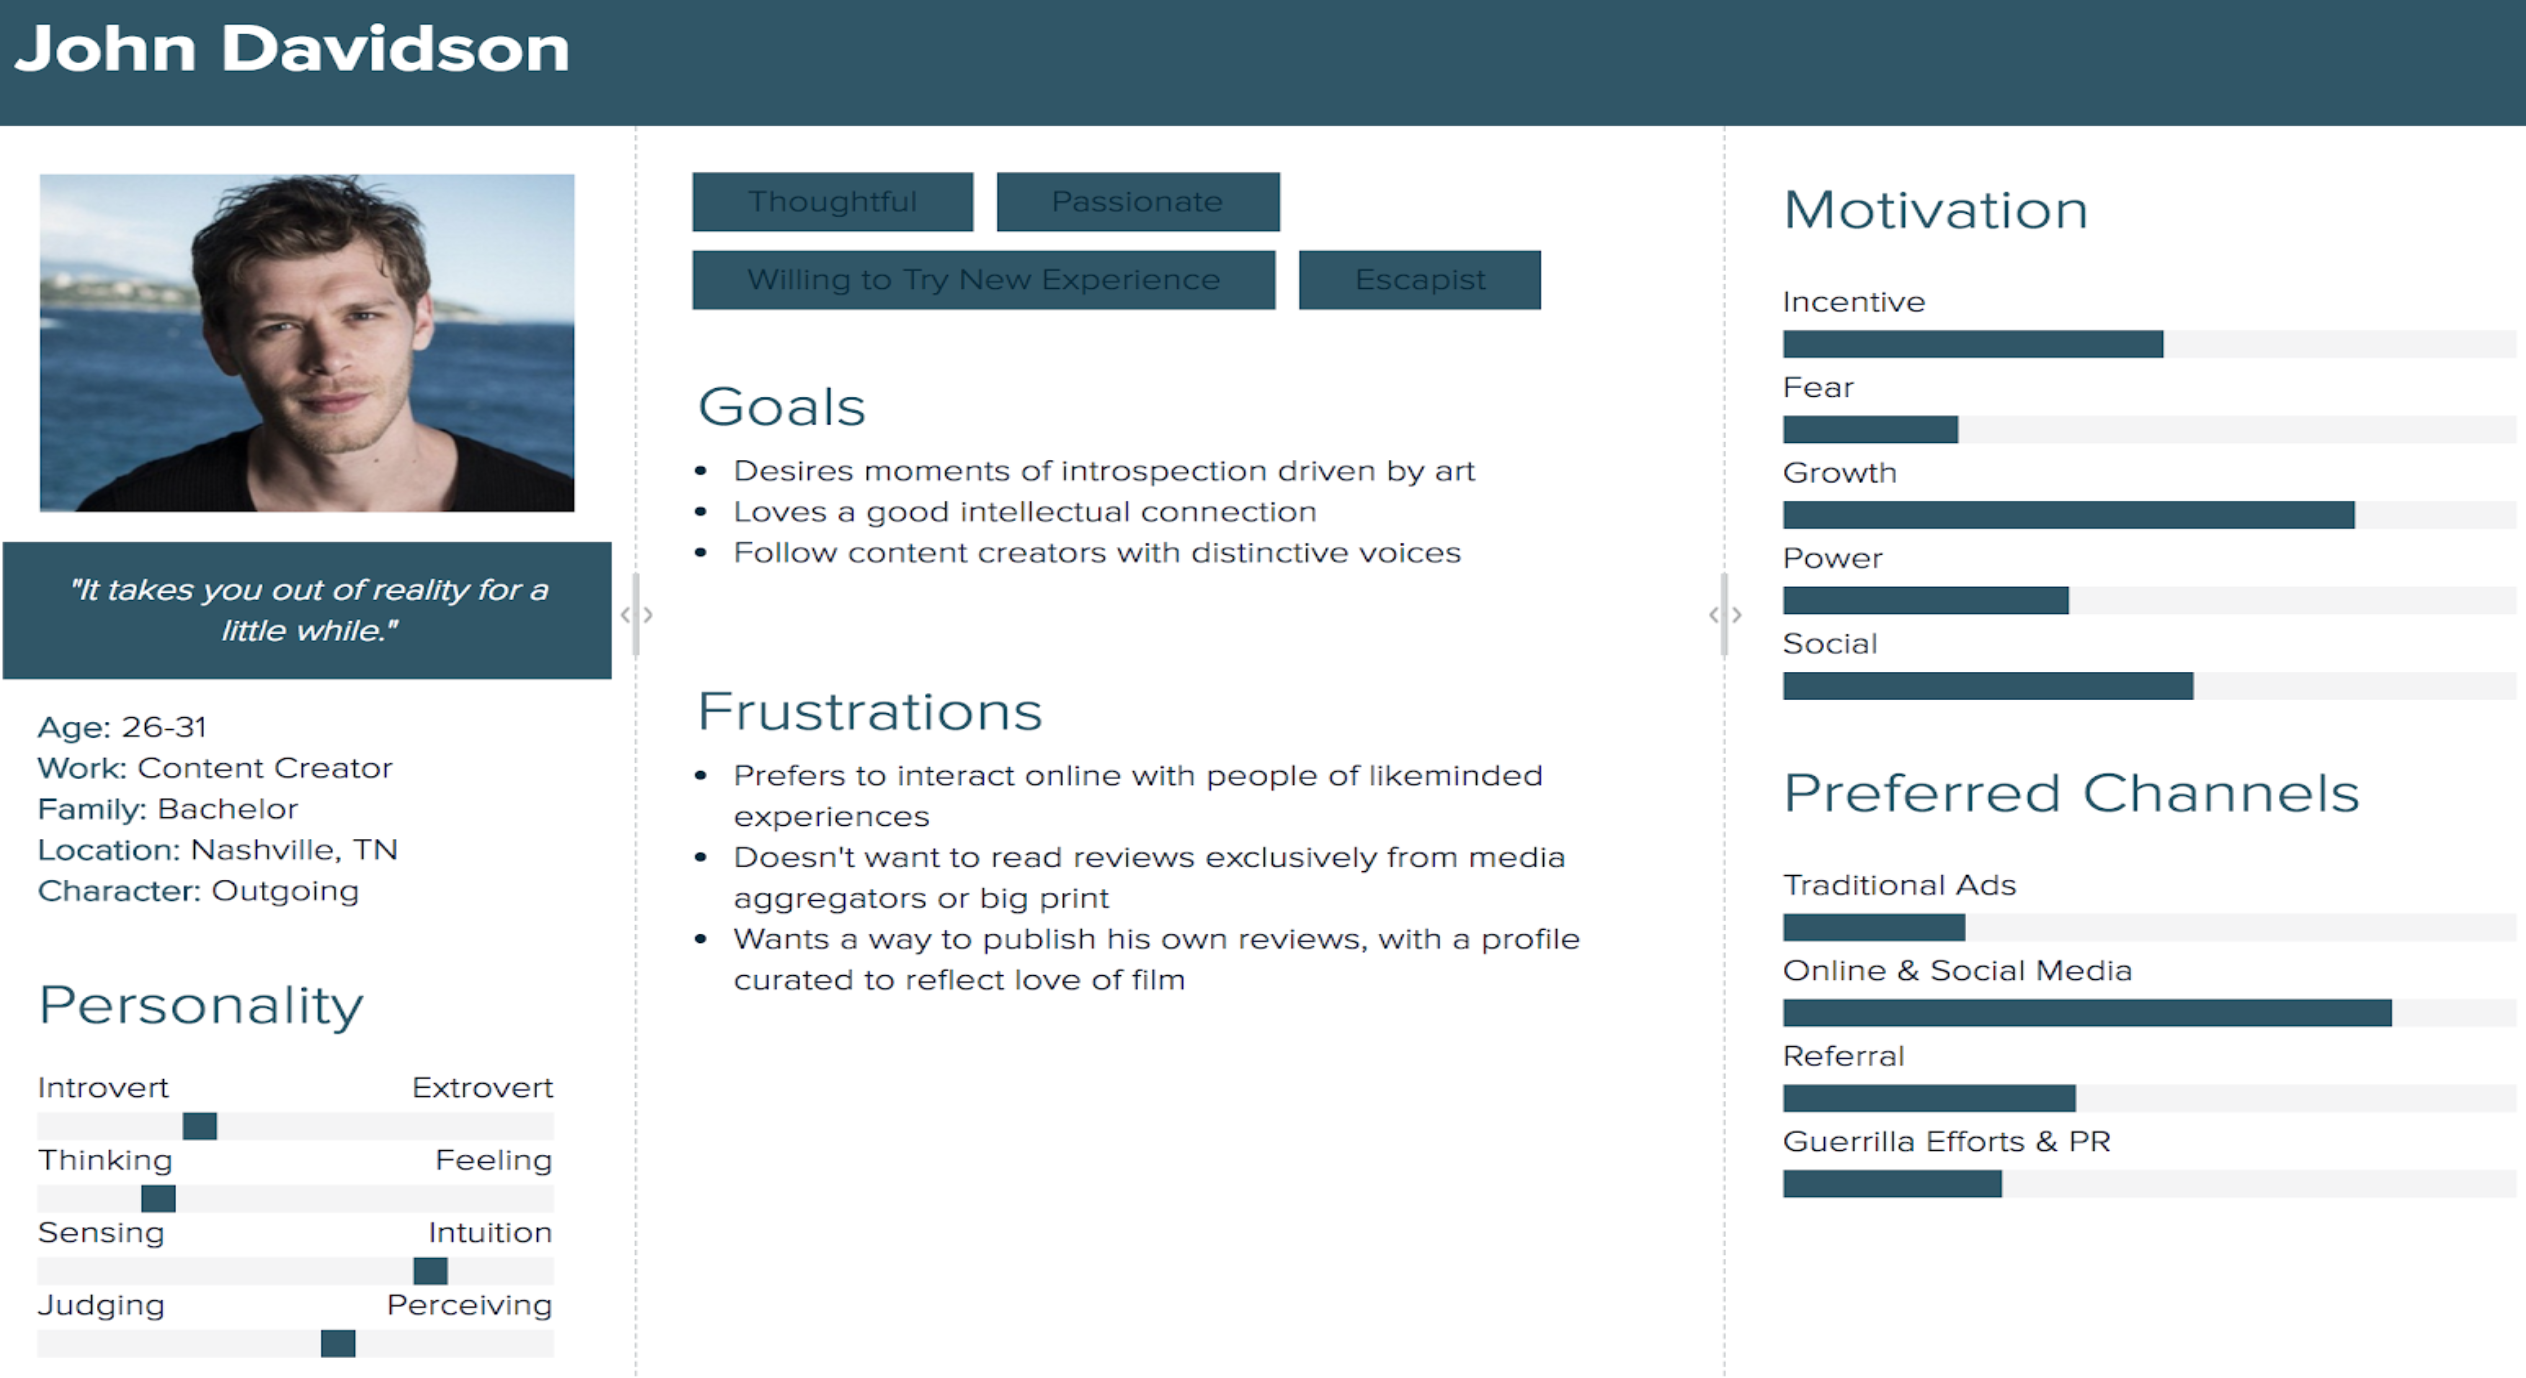 John Davidson
"It takes you out of reality for a
little while."
Age: 26-31
Work: Content Creator
Family: Bachelor
Location: Nashville, TN
Character: Outgoing
Personality
Introvert Extrovert
Thinking Feeling
Sensing Intuition
Judging Perceiving
Thoughtful Passionate
Willing to Try New Experience Escapist
Goals
• Desires moments of introspection driven by art
• Loves a good intellectual connection
• Follow content creators with distinctive voices
Frustrations
• Prefers to interact online with people of likeminded
experiences
• Doesn't want to read reviews exclusively from media
aggregators or big print
• Wants a way to publish his own reviews, with a profile
curated to reflect love of film
Motivation
Incentive
Fear
Growth
Power
Social
Preferred Channels
Traditional Ads
Online & Social Media
Referral
Guerrilla Efforts & PR